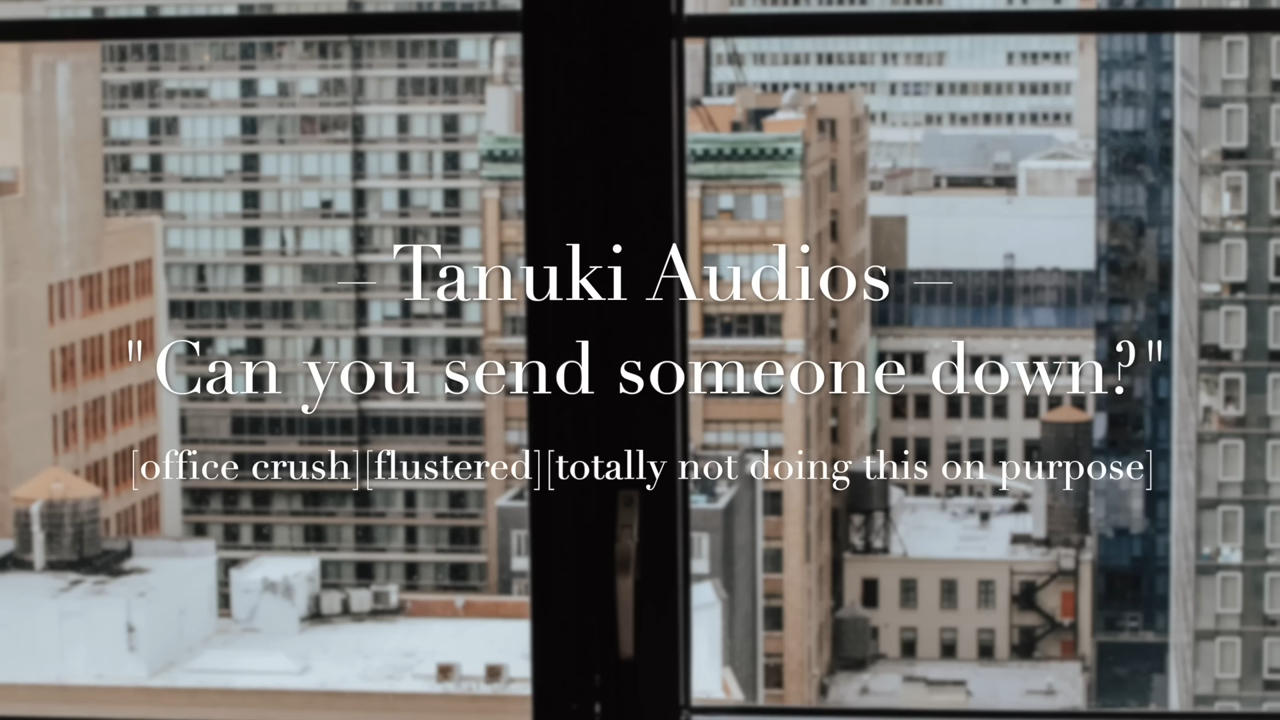 — Tanuki Audios —
"Can you send someone down?"
[office crush][flustered][totally not doing this on purpose]